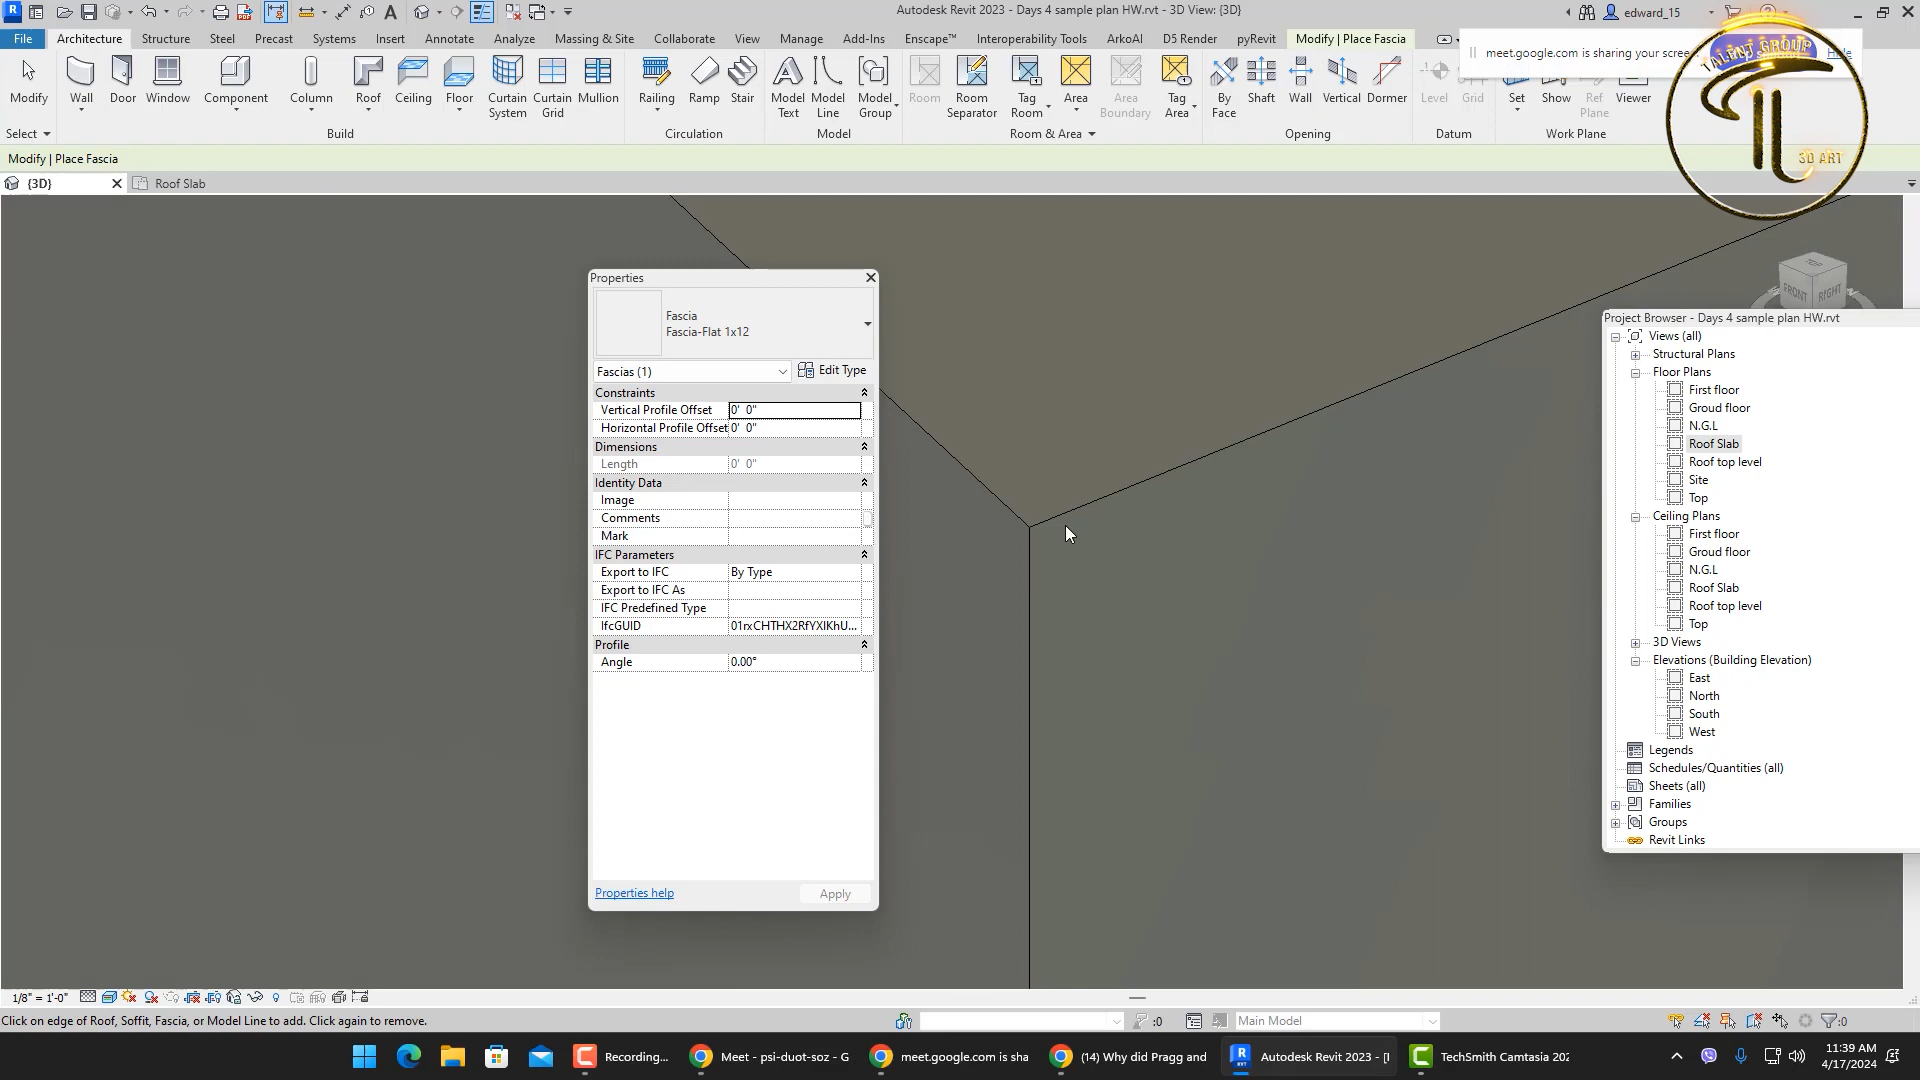 Autodesk Revit 2023 - Days 4 sample plan HW.rvt - 3D View: {3D}
edward_15
File Architecture Structure Steel Precast Systems Insert Annotate Analyze Massing & Site Collaborate View Manage Add-Ins Enscape™ Interoperability Tools ArkoAI D5 Render pyRevit Modify | Place Fascia
meet.google.com is sharing your screen Hide
TALENT GROUP
3D ART
Modify Wall Door Window Component Column Roof Ceiling Floor Curtain System Curtain Grid Mullion Railing Ramp Stair Model Text Model Line Model Group Room Room Separator Tag Room Area Area Boundary Tag Area By Face Shaft Wall Vertical Dormer Level Grid Set Show Ref Plane Viewer
Select Build Circulation Model Room & Area Opening Datum Work Plane
Modify | Place Fascia
{3D} Roof Slab
TOP
FRONT RIGHT
Properties
Fascia
Fascia-Flat 1x12
Fascias (1) Edit Type
Constraints
Vertical Profile Offset 0' 0"
Horizontal Profile Offset 0' 0"
Dimensions
Length 0' 0"
Identity Data
Image
Comments
Mark
IFC Parameters
Export to IFC By Type
Export to IFC As
IFC Predefined Type
IfcGUID 01rxCHTHX2RfYXIKhU...
Profile
Angle 0.00°
Properties help Apply
Project Browser - Days 4 sample plan HW.rvt
Views (all)
Structural Plans
Floor Plans
First floor
Groud floor
N.G.L
Roof Slab
Roof top level
Site
Top
Ceiling Plans
First floor
Groud floor
N.G.L
Roof Slab
Roof top level
Top
3D Views
Elevations (Building Elevation)
East
North
South
West
Legends
Schedules/Quantities (all)
Sheets (all)
Families
Groups
Revit Links
1/8" = 1'-0"
Click on edge of Roof, Soffit, Fascia, or Model Line to add. Click again to remove. :0 Main Model :0
Recording... Meet - psi-duot-soz - G meet.google.com is sha (14) Why did Pragg and Autodesk Revit 2023 - [ TechSmith Camtasia 202
11:39 AM
4/17/2024